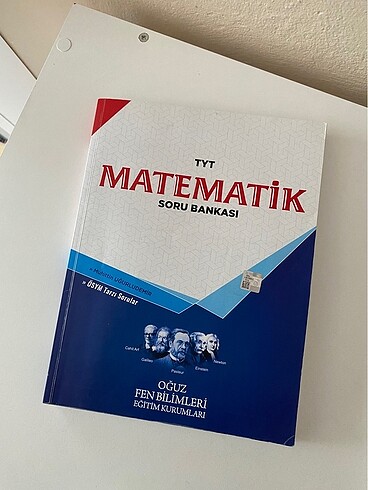 TYT
MATEMATİK
SORU BANKASI
» ÖSYM Tarzı Sorular
Cahit Arf
Galileo
Pasteur
Einstein
Newton
OĞUZ
FEN BİLİMLERİ
EĞİTİM KURUMLARI